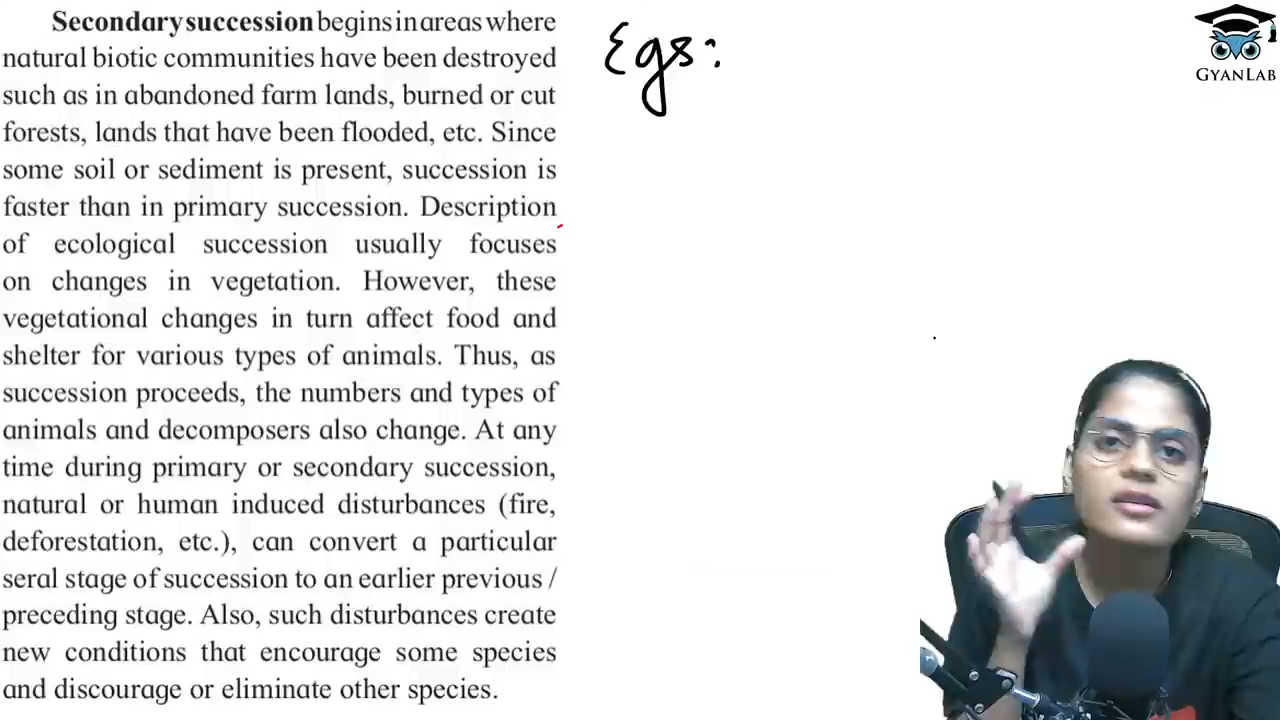 Secondary succession begins in areas where
natural biotic communities have been destroyed
such as in abandoned farm lands, burned or cut
forests, lands that have been flooded, etc. Since
some soil or sediment is present, succession is
faster than in primary succession. Description
of ecological succession usually focuses
on changes in vegetation. However, these
vegetational changes in turn affect food and
shelter for various types of animals. Thus, as
succession proceeds, the numbers and types of
animals and decomposers also change. At any
time during primary or secondary succession,
natural or human induced disturbances (fire,
deforestation, etc.), can convert a particular
seral stage of succession to an earlier previous /
preceding stage. Also, such disturbances create
new conditions that encourage some species
and discourage or eliminate other species.
Egs:
GYANLAB